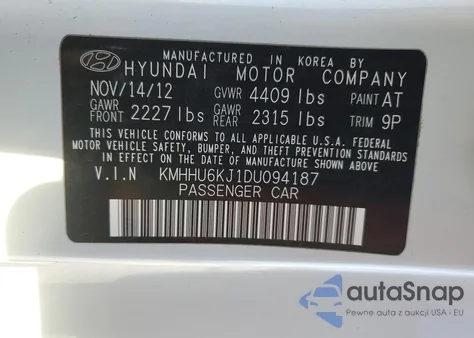 MANUFACTURED IN KOREA BY
HYUNDAI MOTOR COMPANY
NOV/14/12 GVWR 4409 lbs PAINT AT
GAWR FRONT 2227 lbs GAWR REAR 2315 lbs TRIM 9P
THIS VEHICLE CONFORMS TO ALL APPLICABLE U.S.A. FEDERAL
MOTOR VEHICLE SAFETY, BUMPER, AND THEFT PREVENTION
STANDARDS IN EFFECT ON THE DATE OF MANUFACTURE SHOWN ABOVE
V.I.N KMHHU6KJ1DU094187
PASSENGER CAR
autoSnap
Pewne auta z aukcji USA i EU